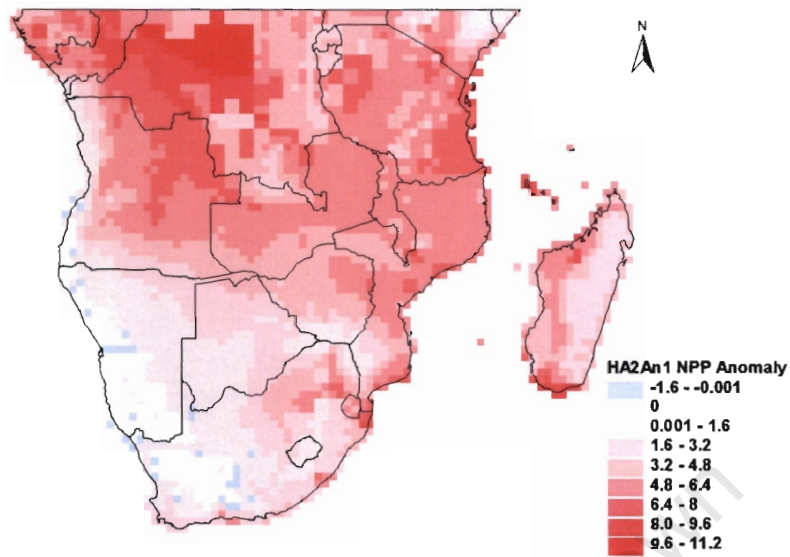 N
HA2An1 NPP Anomaly
-1.6 - -0.001
0
0.001 - 1.6
1.6 - 3.2
3.2 - 4.8
4.8 - 6.4
6.4 - 8
8.0 - 9.6
9.6 - 11.2